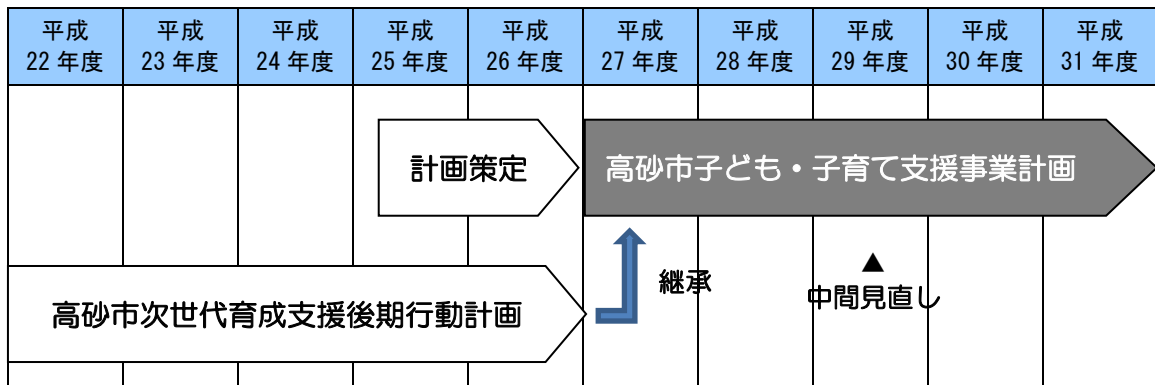 平成 平成 平成 平成 平成 平成 平成 平成 平成 平成
22 年度 23 年度 24 年度 25 年度 26 年度 27 年度 28 年度 29 年度 30 年度 31 年度
計画策定 高砂市子ども・子育て支援事業計画
継承 ▲
中間見直し
高砂市次世代育成支援後期行動計画